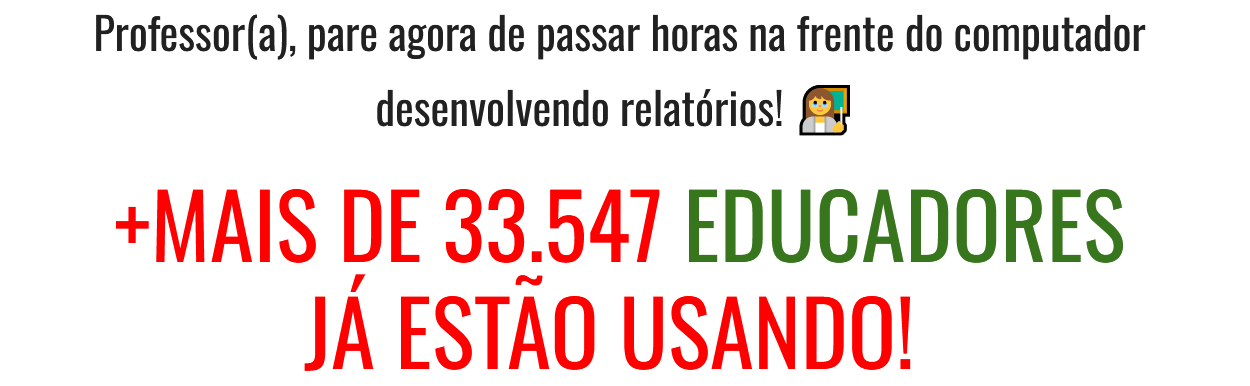 Professor(a), pare agora de passar horas na frente do computador
desenvolvendo relatórios! 👩‍🏫
+MAIS DE 33.547 EDUCADORES
JÁ ESTÃO USANDO!